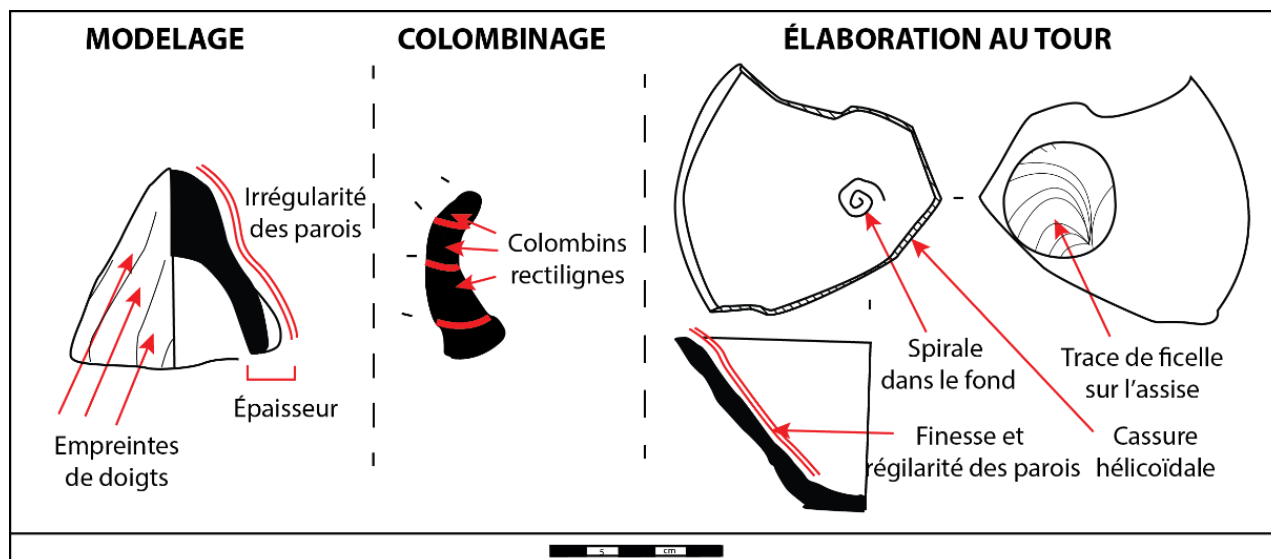 MODELAGE
COLOMBINAGE
ÉLABORATION AU TOUR
Irrégularité
des parois
Épaisseur
Empreintes
de doigts
Colombins
rectilignes
Spirale
dans le fond
Trace de ficelle
sur l'assise
Finesse et
régilarité des parois
Cassure
hélicoïdale
5 cm